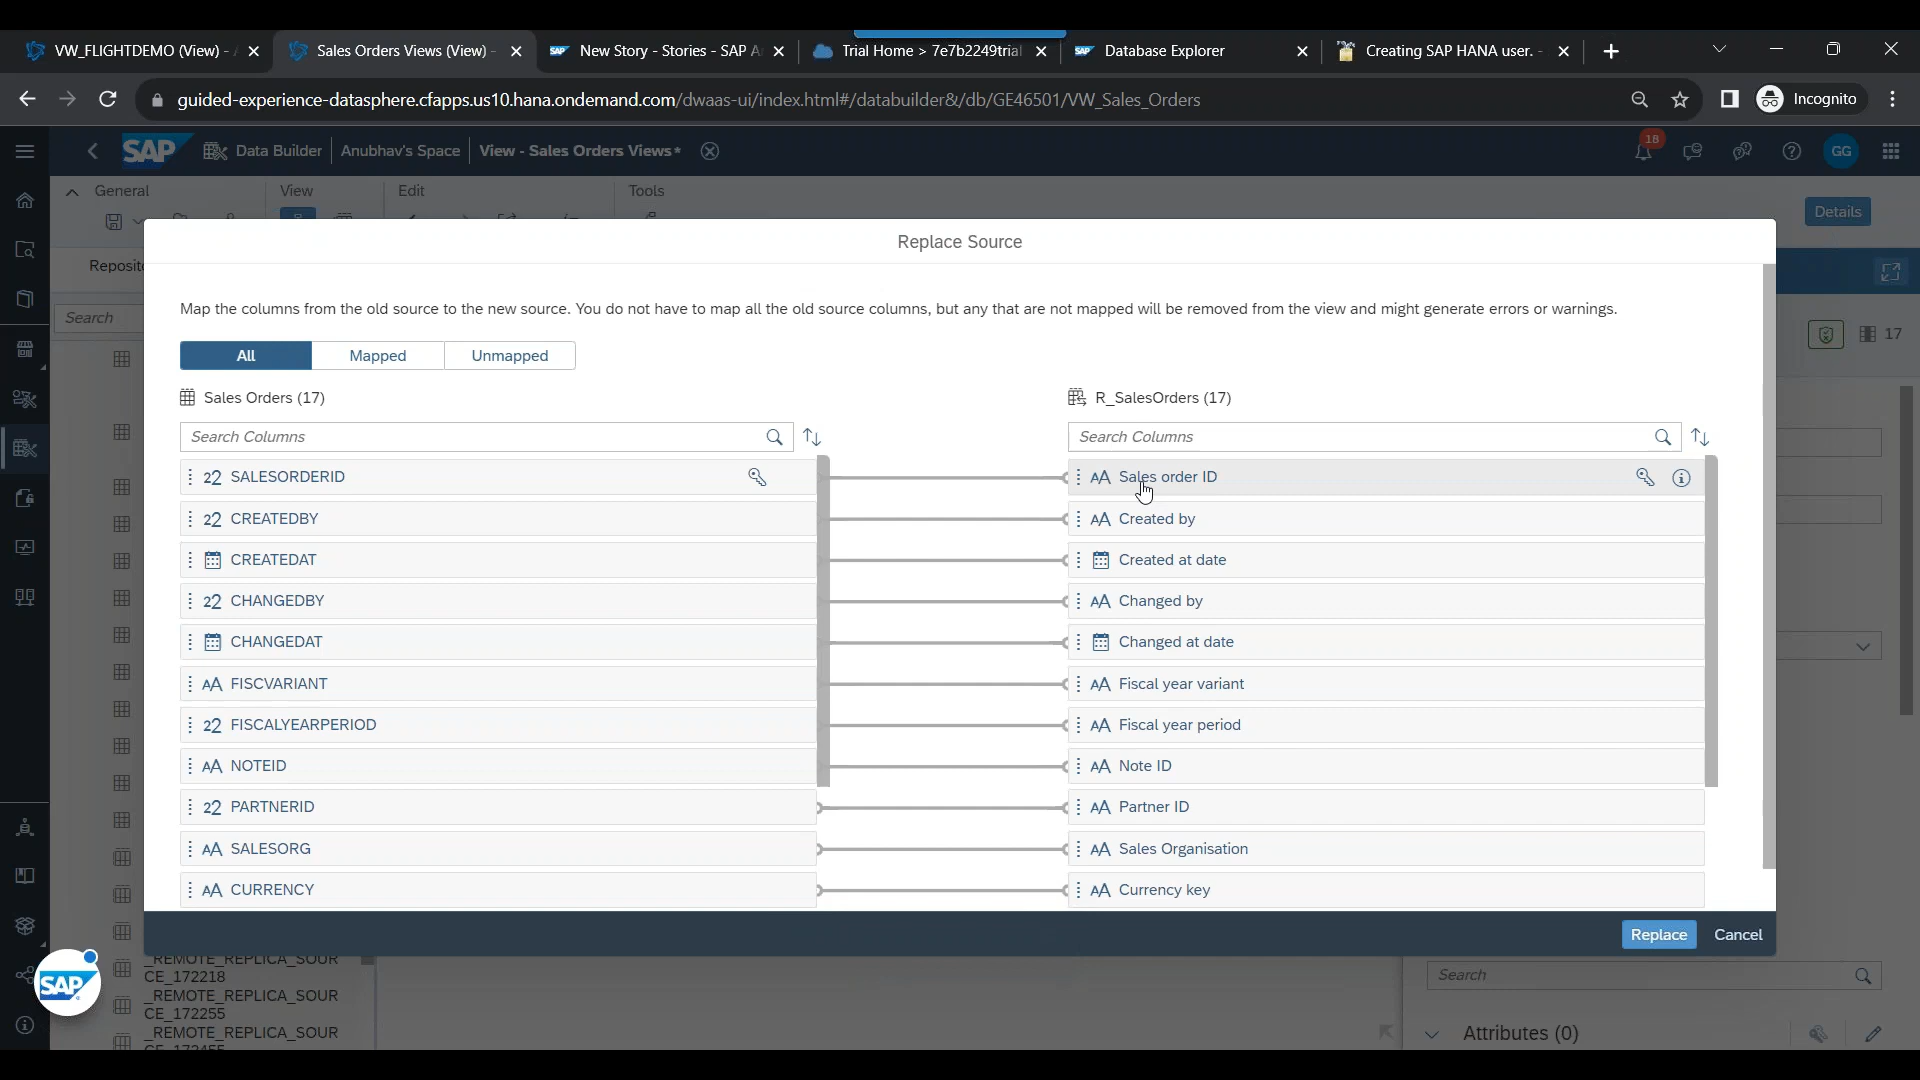 VW_FLIGHTDEMO (View) -
Sales Orders Views (View) -
New Story - Stories - SAP A
Trial Home > 7e7b2249trial
Database Explorer
Creating SAP HANA user. -
guided-experience-datasphere.cfapps.us10.hana.ondemand.com/dwaas-ui/index.html#/databuilder&/db/GE46501/VW_Sales_Orders
Incognito
SAP
Data Builder
Anubhav's Space
View - Sales Orders Views*
18
GG
General
View
Edit
Tools
Details
Replace Source
Reposit
Search
17
Map the columns from the old source to the new source. You do not have to map all the old source columns, but any that are not mapped will be removed from the view and might generate errors or warnings.
All
Mapped
Unmapped
Sales Orders (17)
R_SalesOrders (17)
Search Columns
Search Columns
22 SALESORDERID
AA Sales order ID
22 CREATEDBY
AA Created by
CREATEDAT
Created at date
22 CHANGEDBY
AA Changed by
CHANGEDAT
Changed at date
AA FISCVARIANT
AA Fiscal year variant
22 FISCALYEARPERIOD
AA Fiscal year period
AA NOTEID
AA Note ID
22 PARTNERID
AA Partner ID
AA SALESORG
AA Sales Organisation
AA CURRENCY
AA Currency key
Replace
Cancel
_REMOTE_REPLICA_SOUR
CE_172218
_REMOTE_REPLICA_SOUR
CE_172255
_REMOTE_REPLICA_SOUR
SAP
Search
Attributes (0)